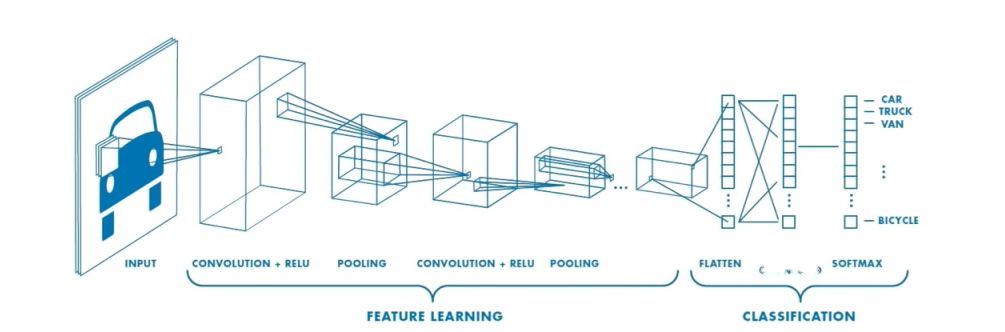 CAR
TRUCK
VAN
BICYCLE
INPUT
CONVOLUTION + RELU
POOLING
CONVOLUTION + RELU
POOLING
FLATTEN
SOFTMAX
FEATURE LEARNING
CLASSIFICATION